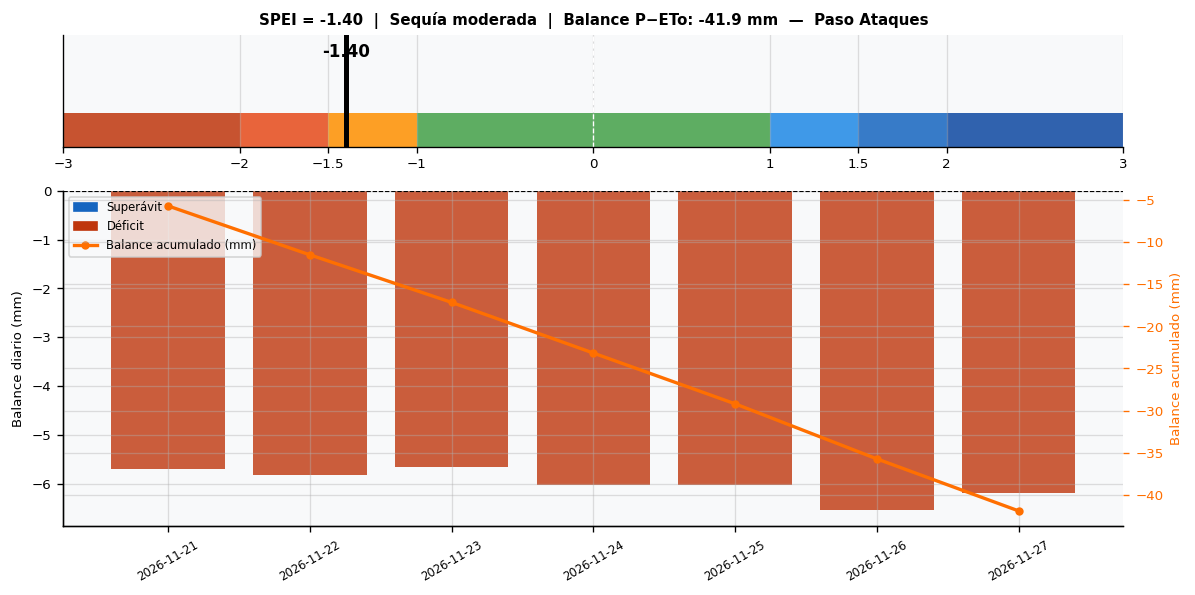 SPEI = -1.40  |  Sequía moderada  |  Balance P−ETo: -41.9 mm  —  Paso Ataques
-1.40
−3 −2 −1.5 −1 0 1 1.5 2 3
Superávit
Déficit
Balance acumulado (mm)
Balance diario (mm)
0
−1
−2
−3
−4
−5
−6
−5
−10
−15
−20
−25
−30
−35
−40
Balance acumulado (mm)
2026-11-21 2026-11-22 2026-11-23 2026-11-24 2026-11-25 2026-11-26 2026-11-27